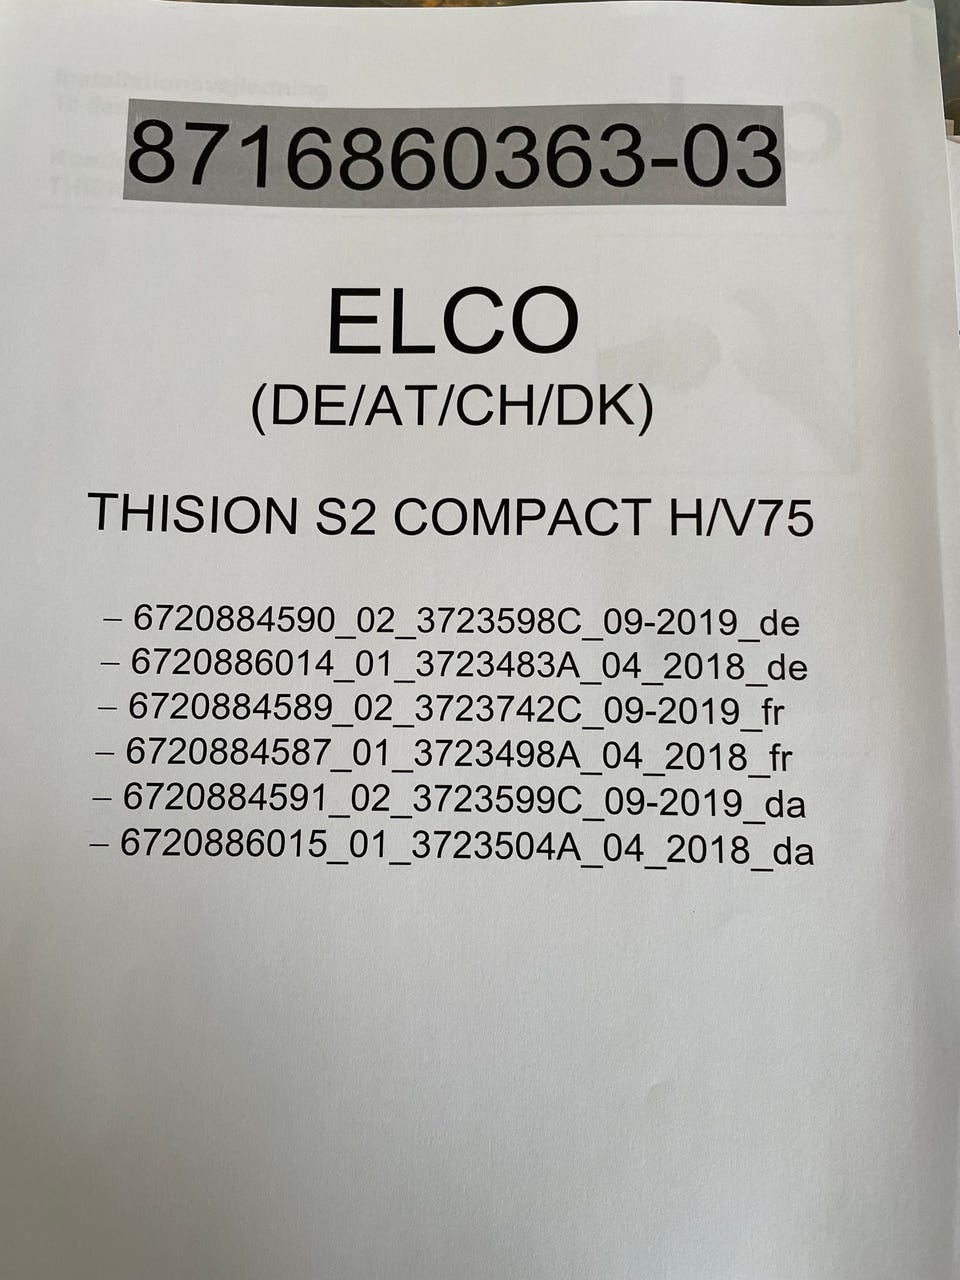 8716860363-03
ELCO
(DE/AT/CH/DK)
THISION S2 COMPACT H/V75
– 6720884590_02_3723598C_09-2019_de
– 6720886014_01_3723483A_04_2018_de
– 6720884589_02_3723742C_09-2019_fr
– 6720884587_01_3723498A_04_2018_fr
– 6720884591_02_3723599C_09-2019_da
– 6720886015_01_3723504A_04_2018_da